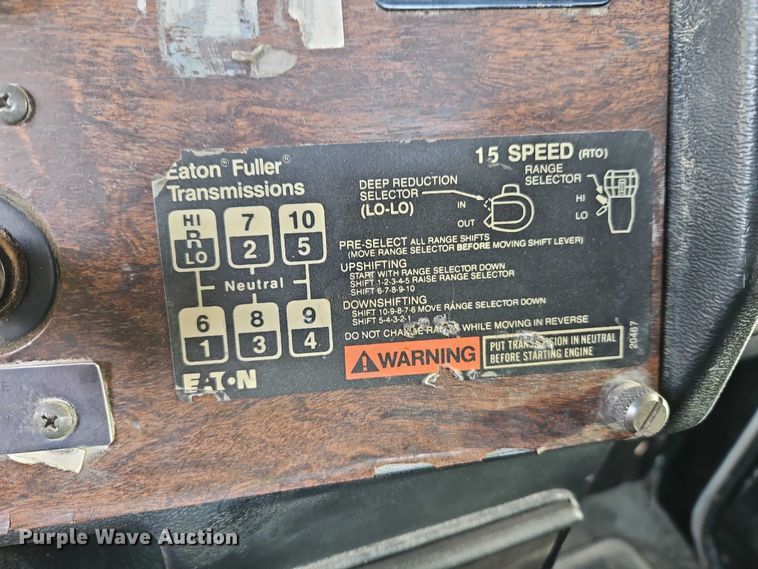 Eaton® Fuller®
Transmissions
15 SPEED (RTO)
DEEP REDUCTION
SELECTOR
(LO-LO)
IN
OUT
RANGE
SELECTOR
HI
LO
HI 7 10
R 2 5
LO
Neutral
6 8 9
1 3 4
PRE-SELECT ALL RANGE SHIFTS
(MOVE RANGE SELECTOR BEFORE MOVING SHIFT LEVER)
UPSHIFTING
START WITH RANGE SELECTOR DOWN
SHIFT 1-2-3-4-5 RAISE RANGE SELECTOR
SHIFT 6-7-8-9-10
DOWNSHIFTING
SHIFT 10-9-8-7-6 MOVE RANGE SELECTOR DOWN
SHIFT 5-4-3-2-1
DO NOT CHANGE RANGE WHILE MOVING IN REVERSE
WARNING
PUT TRANSMISSION IN NEUTRAL
BEFORE STARTING ENGINE
20467
EATON
Purple Wave Auction